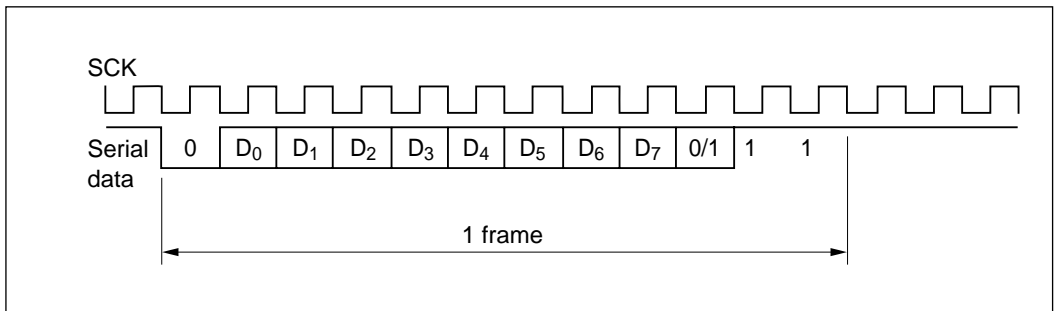 SCK
Serial data 0 D₀ D₁ D₂ D₃ D₄ D₅ D₆ D₇ 0/1 1 1
1 frame